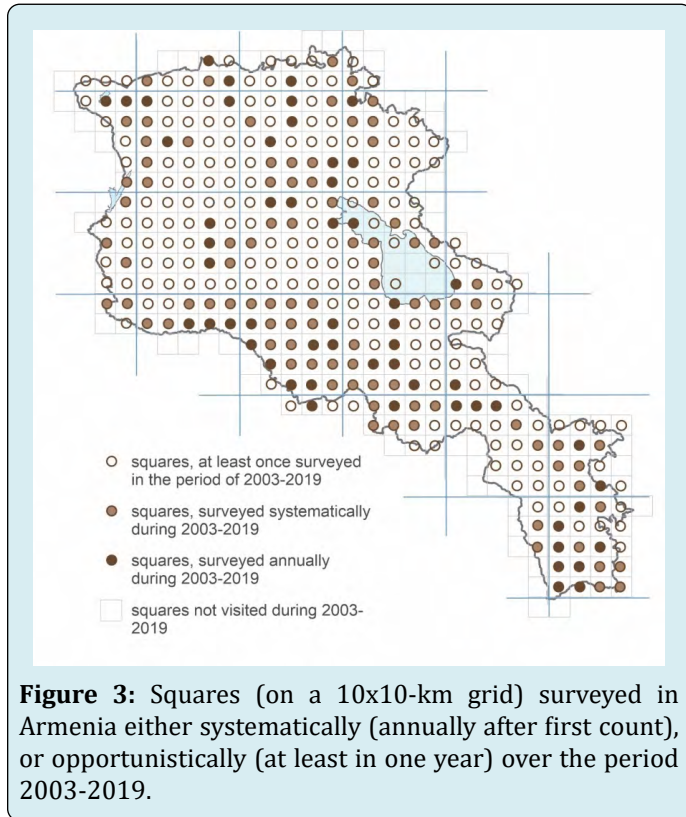 squares, at least once surveyed
in the period of 2003-2019
squares, surveyed systematically
during 2003-2019
squares, surveyed annually
during 2003-2019
squares not visited during 2003-
2019
Figure 3: Squares (on a 10x10-km grid) surveyed in
Armenia either systematically (annually after first count),
or opportunistically (at least in one year) over the period
2003-2019.